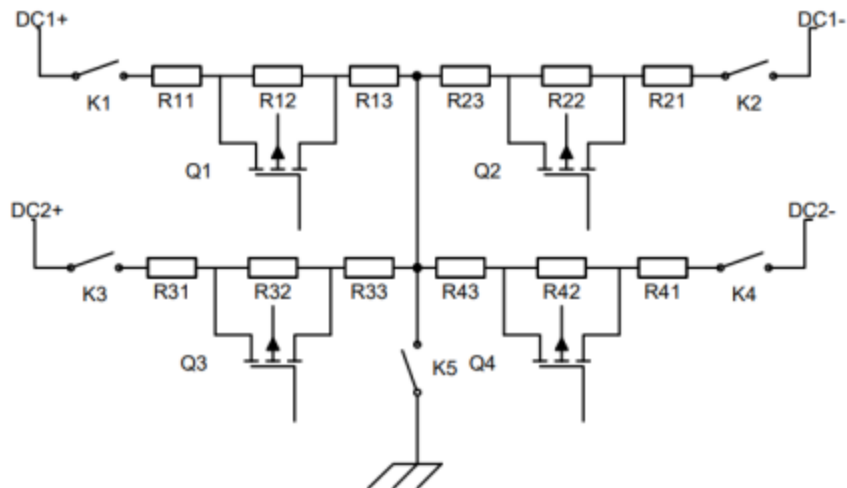 DC1+ DC1-
K1 R11 R12 R13 R23 R22 R21 K2
Q1 Q2
DC2+ DC2-
K3 R31 R32 R33 R43 R42 R41 K4
Q3 K5 Q4